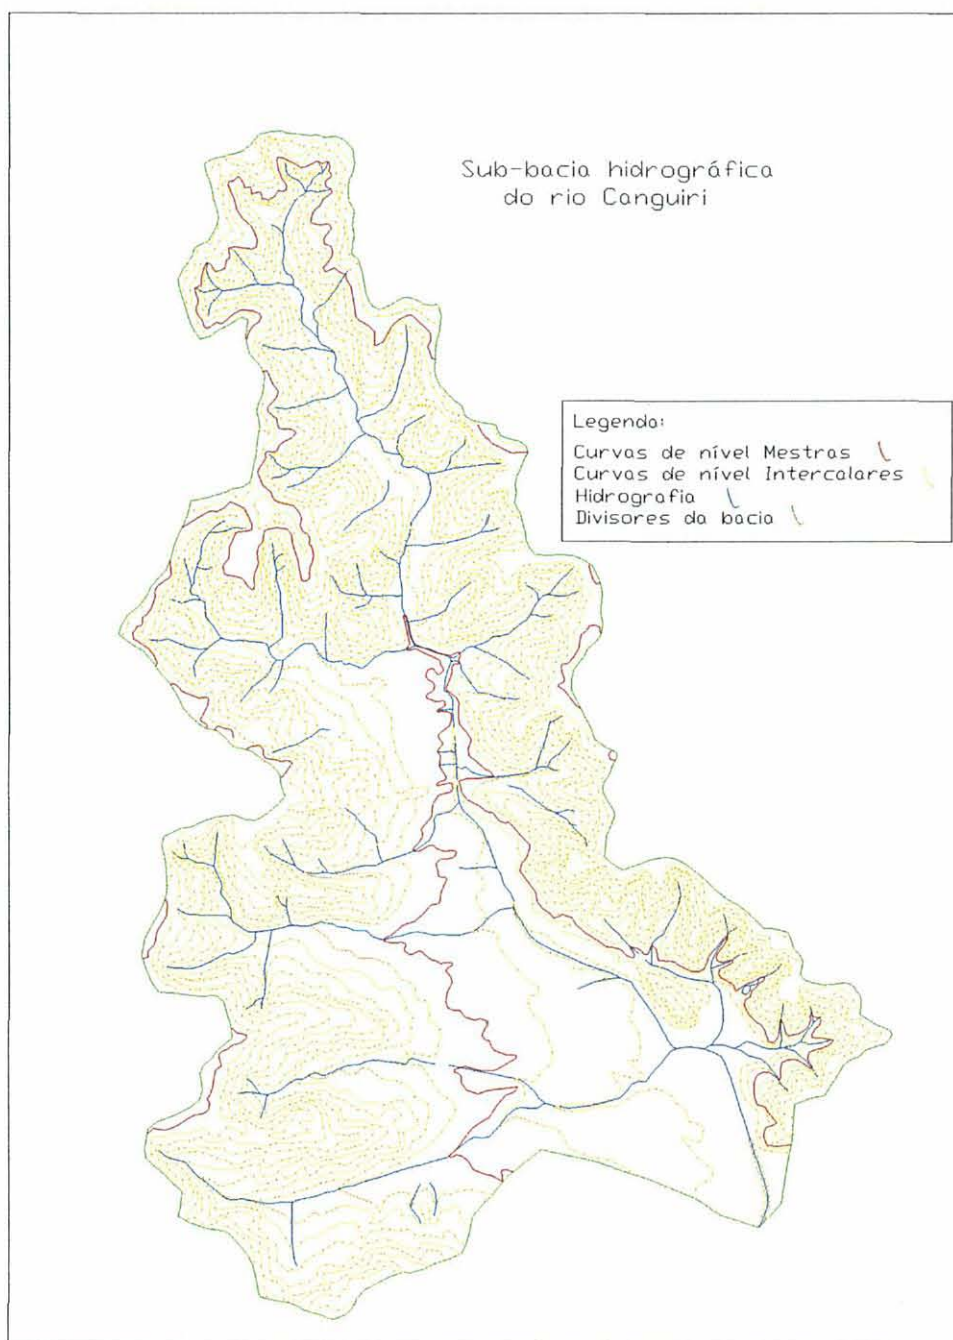 Sub-bacia hidrográfica
do rio Canguiri
Legenda:
Curvas de nível Mestras
Curvas de nível Intercalares
Hidrografia
Divisores da bacia